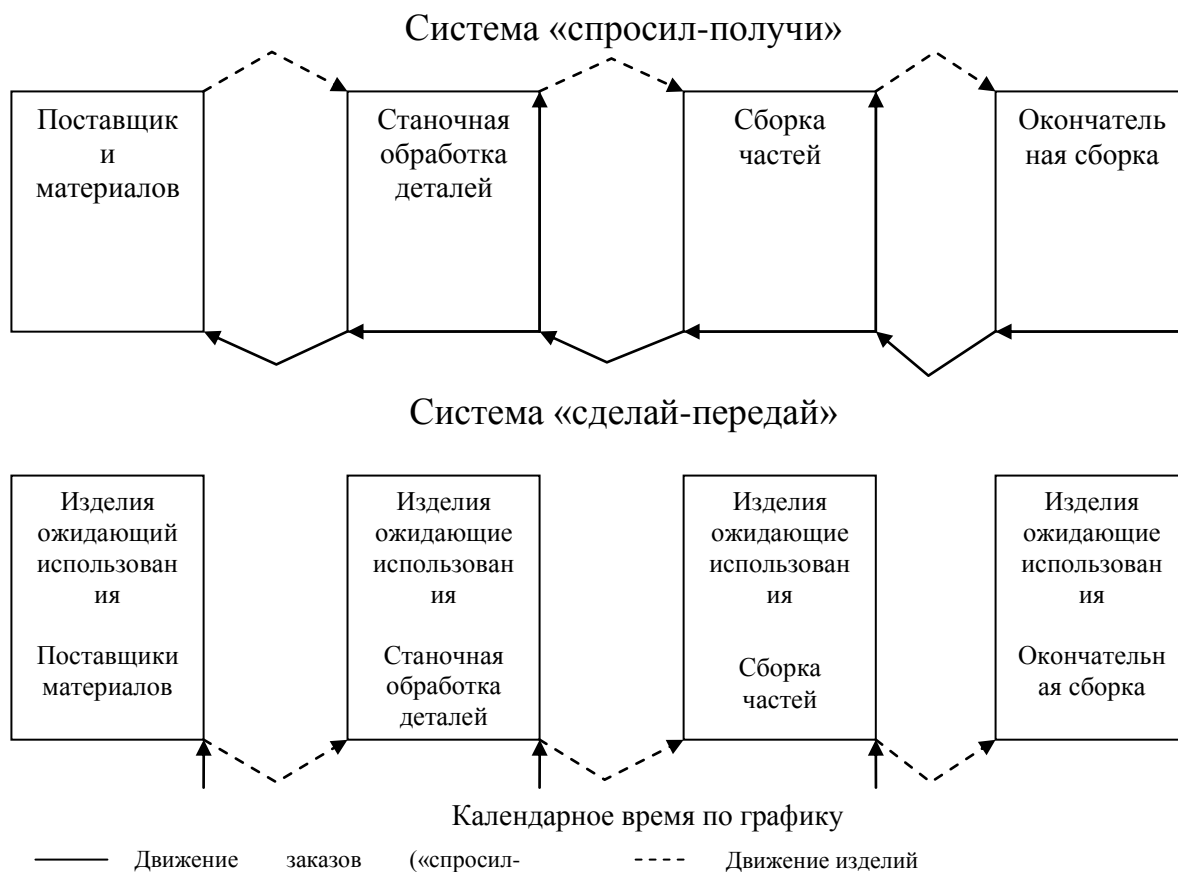 Система «спросил-получи»
Поставщик
и
материалов
Станочная
обработка
деталей
Сборка
частей
Окончатель
ная сборка
Система «сделай-передай»
Изделия
ожидающий
использован
ия
Поставщики
материалов
Изделия
ожидающие
использован
ия
Станочная
обработка
деталей
Изделия
ожидающие
использован
ия
Сборка
частей
Изделия
ожидающие
использован
ия
Окончательн
ая сборка
Календарное время по графику
Движение заказов («спросил-
Движение изделий